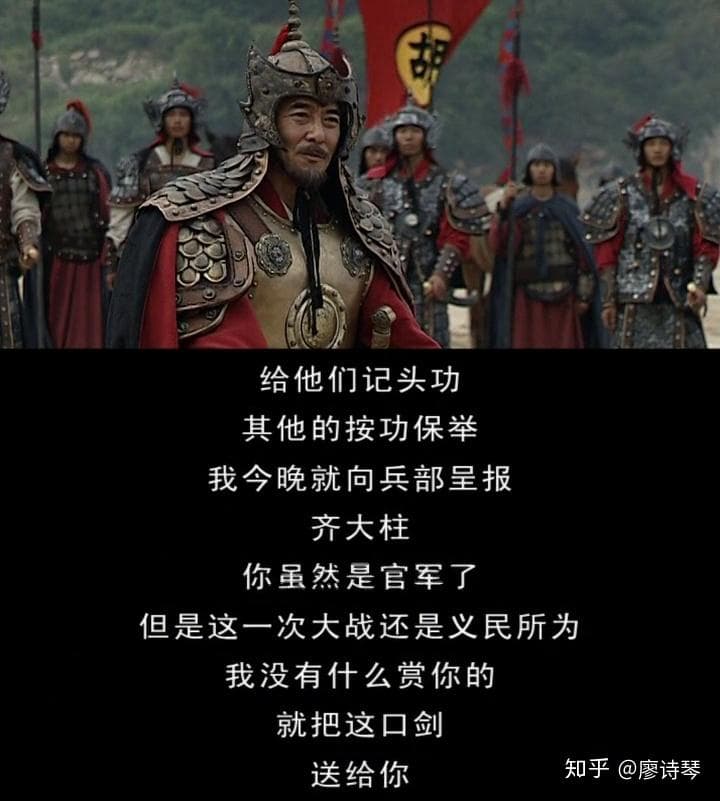 胡
给他们记头功
其他的按功保举
我今晚就向兵部呈报
齐大柱
你虽然是官军了
但是这一次大战还是义民所为
我没有什么赏你的
就把这口剑
送给你
知乎 @廖诗琴